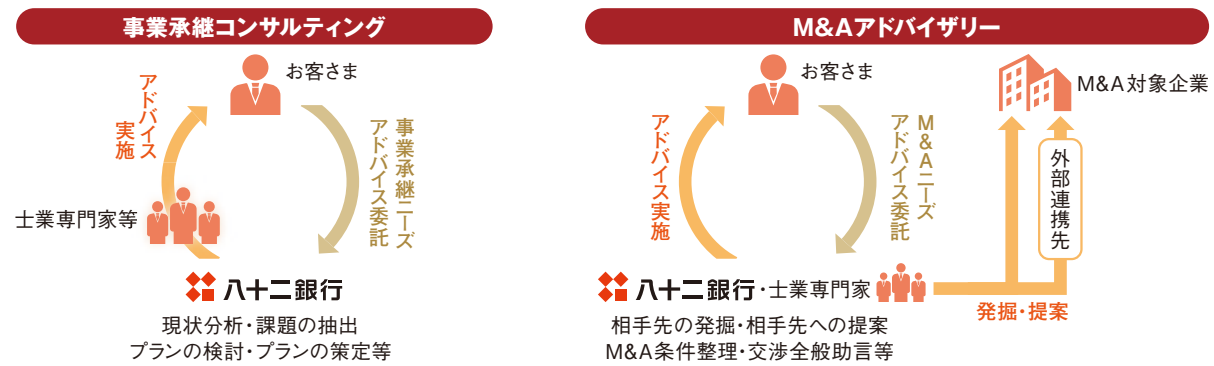 事業承継コンサルティング
お客さま
アドバイス
実施
事業承継ニーズ
アドバイス委託
士業専門家等
八十二銀行
現状分析・課題の抽出
プランの検討・プランの策定等
M&Aアドバイザリー
お客さま
M&A対象企業
アドバイス実施
M&Aニーズ
アドバイス委託
外部連携先
八十二銀行・士業専門家
発掘・提案
相手先の発掘・相手先への提案
M&A条件整理・交渉全般助言等